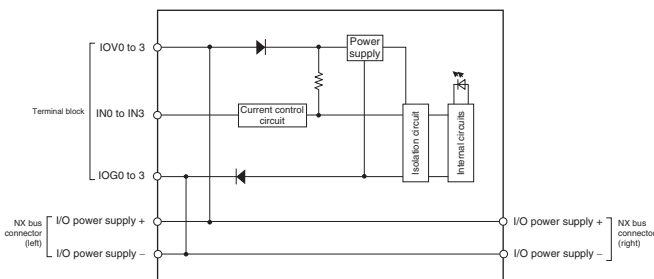 Terminal block
IOV0 to 3
IN0 to IN3
IOG0 to 3
Power
supply
Current control
circuit
Isolation circuit
Internal circuits
NX bus
connector
(left)
I/O power supply +
I/O power supply −
I/O power supply +
I/O power supply −
NX bus
connector
(right)